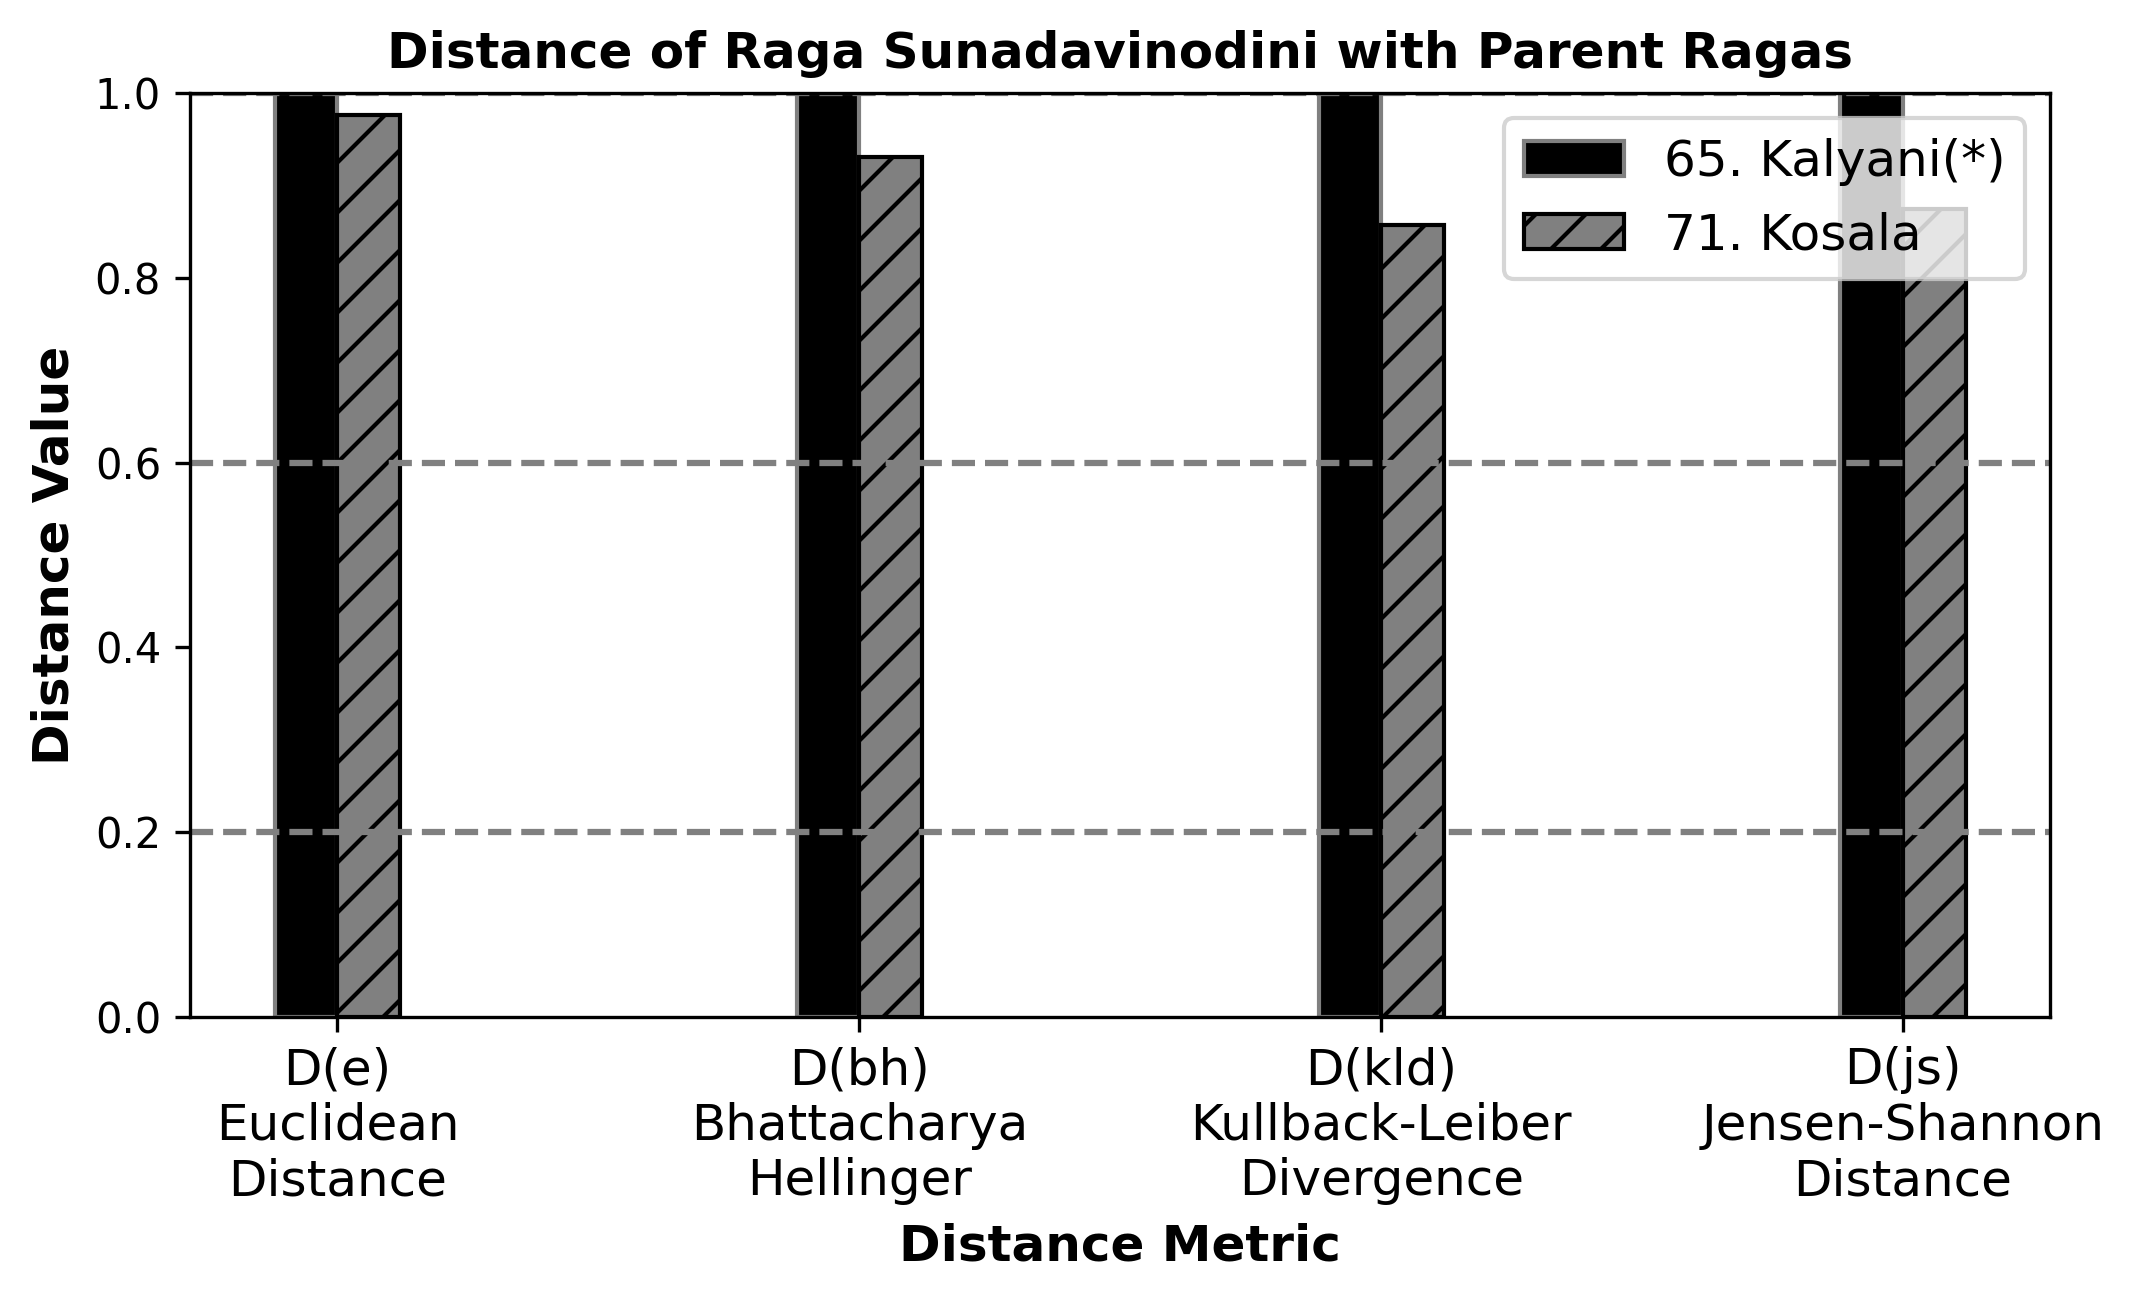 Distance of Raga Sunadavinodini with Parent Ragas
1.0
0.8
0.6
0.4
0.2
0.0
Distance Value
65. Kalyani(*)
71. Kosala
D(e)
Euclidean
Distance
D(bh)
Bhattacharya
Hellinger
D(kld)
Kullback-Leiber
Divergence
D(js)
Jensen-Shannon
Distance
Distance Metric